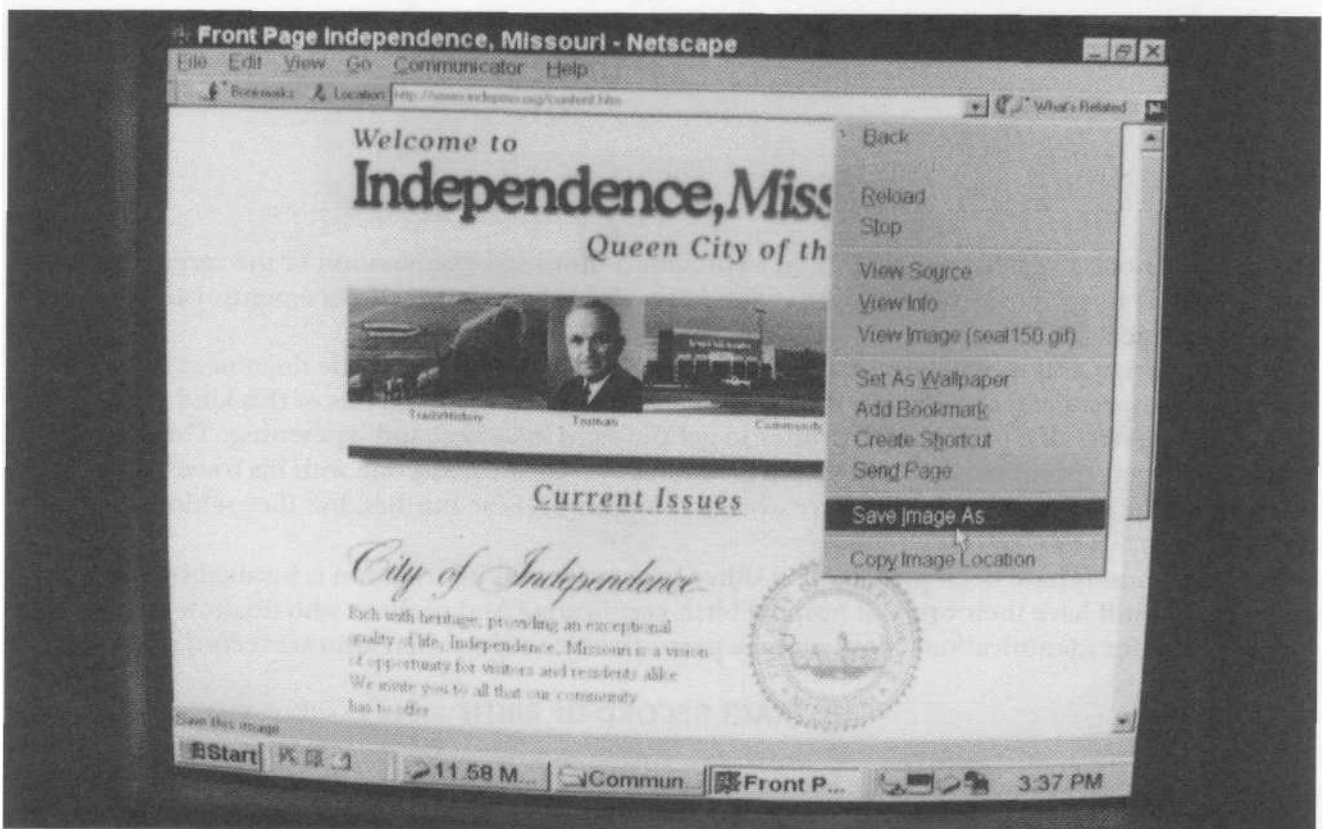 Front Page Independence, Missouri - Netscape
File Edit View Go Communicator Help
Bookmarks Location What's Related
Welcome to
Independence, Miss
Queen City of th
Truman
Current Issues
City of Independence
Rich with heritage, providing an exceptional
quality of life, Independence, Missouri is a vision
of opportunity for visitors and residents alike
We invite you to all that our community
has to offer
Back
Reload
Stop
View Source
View Info
View Image (seal150.gif)
Set As Wallpaper
Add Bookmark
Create Shortcut
Send Page
Save Image As
Copy Image Location
Save this image
Start 11.58 M... Commun... Front P... 3:37 PM